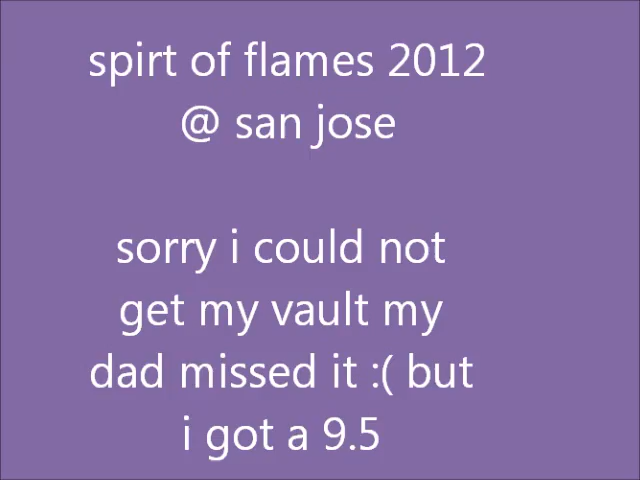 spirt of flames 2012
@ san jose
sorry i could not
get my vault my
dad missed it :( but
i got a 9.5